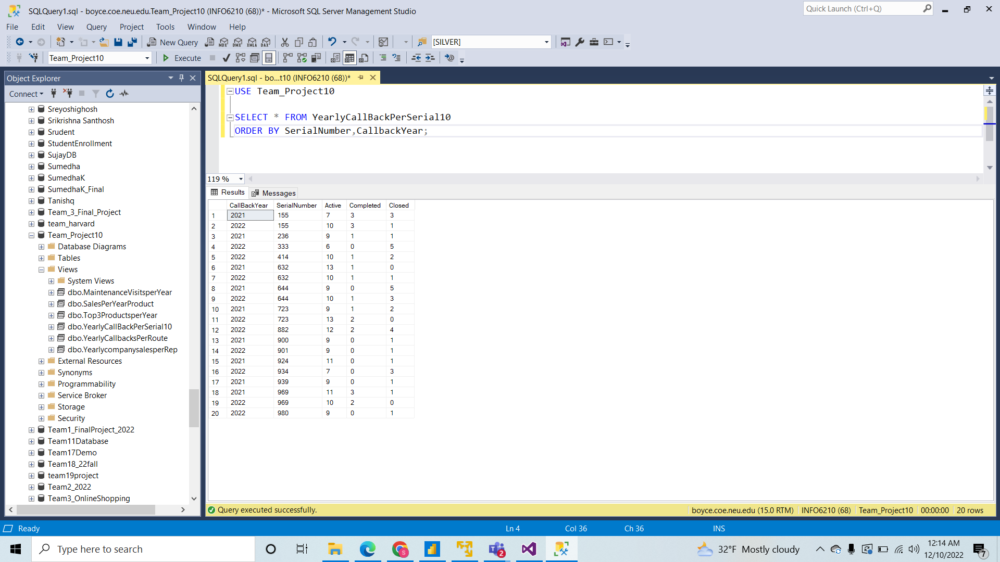 SQLQuery1.sql - boyce.coe.neu.edu.Team_Project10 (INFO6210 (68))* - Microsoft SQL Server Management Studio
Quick Launch (Ctrl+Q)
File Edit View Query Project Tools Window Help
New Query MDX DMX XMLA DAX [SILVER]
Team_Project10 Execute
Object Explorer
Connect
Sreyoshighosh
Srikrishna Santhosh
Srudent
StudentEnrollment
SujayDB
Sumedha
SumedhaK
SumedhaK_Final
Tanishq
Team_3_Final_Project
team_harvard
Team_Project10
Database Diagrams
Tables
Views
System Views
dbo.MaintenanceVisitsperYear
dbo.SalesPerYearProduct
dbo.Top3ProductsperYear
dbo.YearlyCallBackPerSerial10
dbo.YearlyCallbacksPerRoute
dbo.YearlycompanysalesperRep
External Resources
Synonyms
Programmability
Service Broker
Storage
Security
Team1_FinalProject_2022
Team11Database
Team17Demo
Team18_22fall
team19project
Team2_2022
Team3_OnlineShopping
SQLQuery1.sql - bo...t10 (INFO6210 (68))*
USE Team_Project10
SELECT * FROM YearlyCallBackPerSerial10
ORDER BY SerialNumber,CallbackYear;
119 %
Results Messages
CallBackYear SerialNumber Active Completed Closed
1 2021 155 7 3 3
2 2022 155 10 3 1
3 2021 236 9 1 1
4 2022 333 6 0 5
5 2022 414 10 1 2
6 2021 632 13 1 0
7 2022 632 10 1 1
8 2021 644 9 0 5
9 2022 644 10 1 3
10 2021 723 9 1 2
11 2022 723 13 2 0
12 2022 882 12 2 4
13 2021 900 9 0 1
14 2022 901 9 0 1
15 2021 924 11 0 1
16 2022 934 7 0 3
17 2021 939 9 0 1
18 2021 969 11 3 1
19 2022 969 10 2 0
20 2022 980 9 0 1
Query executed successfully. boyce.coe.neu.edu (15.0 RTM) INFO6210 (68) Team_Project10 00:00:00 20 rows
Ready Ln 4 Col 36 Ch 36 INS
Type here to search
S
2
32°F Mostly cloudy
12:14 AM
12/10/2022
7